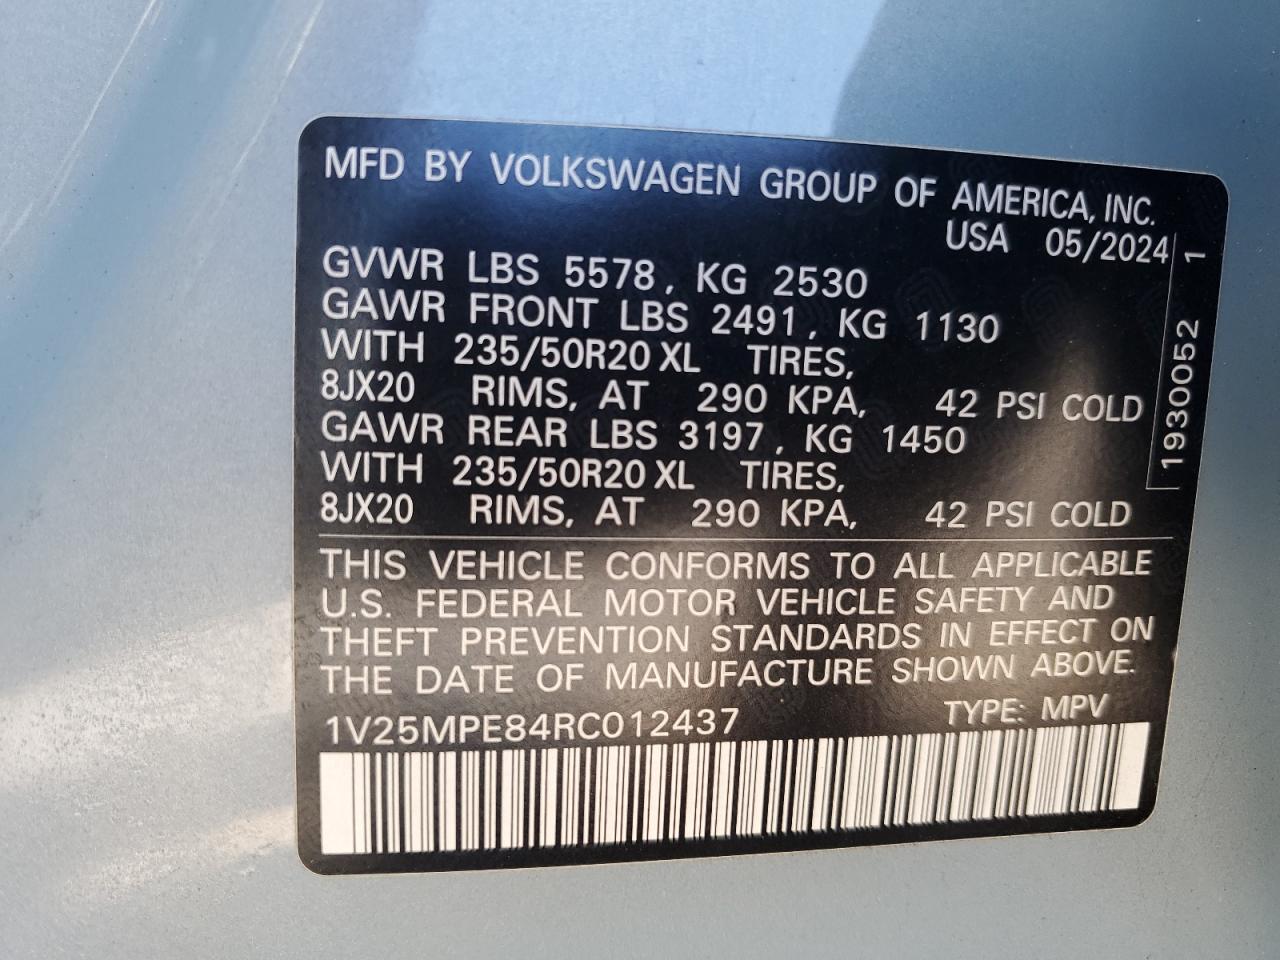 MFD BY VOLKSWAGEN GROUP OF AMERICA, INC.
USA 05/2024
GVWR LBS 5578, KG 2530
GAWR FRONT LBS 2491, KG 1130
WITH 235/50R20 XL TIRES,
8JX20 RIMS, AT 290 KPA, 42 PSI COLD
GAWR REAR LBS 3197, KG 1450
WITH 235/50R20 XL TIRES,
8JX20 RIMS, AT 290 KPA, 42 PSI COLD
1930052 1
THIS VEHICLE CONFORMS TO ALL APPLICABLE
U.S. FEDERAL MOTOR VEHICLE SAFETY AND
THEFT PREVENTION STANDARDS IN EFFECT ON
THE DATE OF MANUFACTURE SHOWN ABOVE.
1V25MPE84RC012437 TYPE: MPV